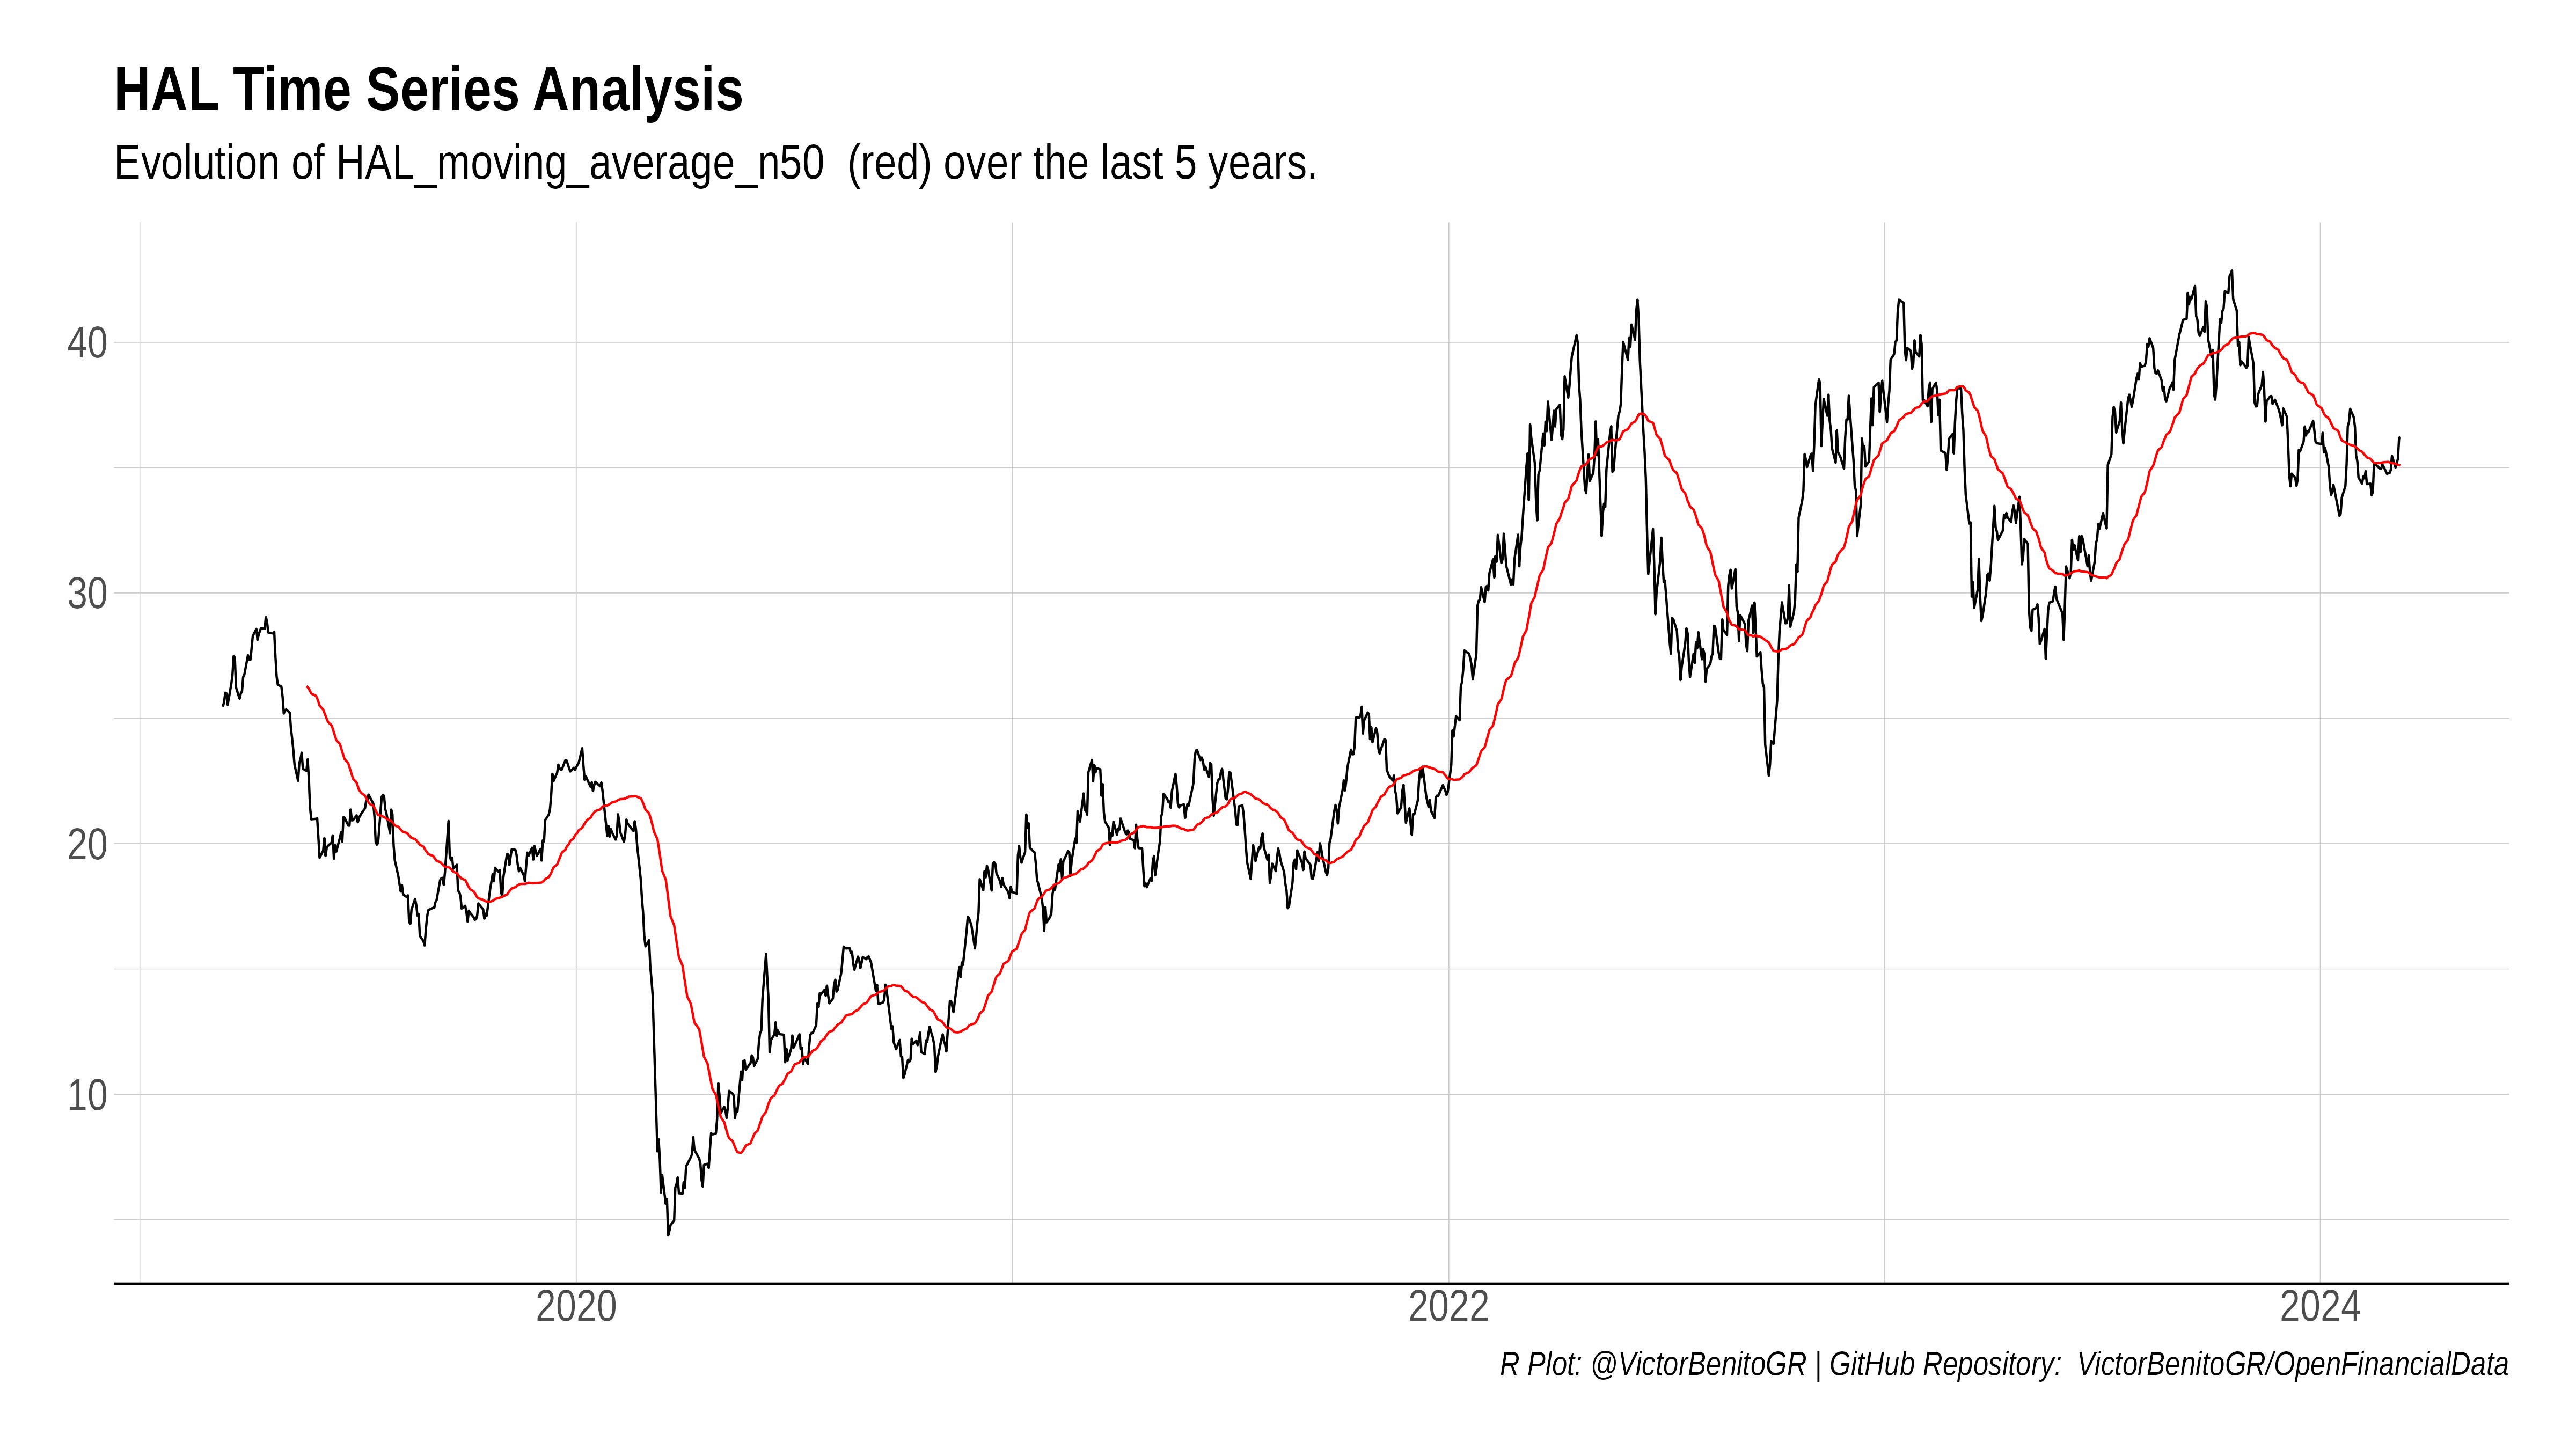 HAL Time Series Analysis
Evolution of HAL_moving_average_n50  (red) over the last 5 years.
40
30
20
10
2020
2022
2024
R Plot: @VictorBenitoGR | GitHub Repository:  VictorBenitoGR/OpenFinancialData